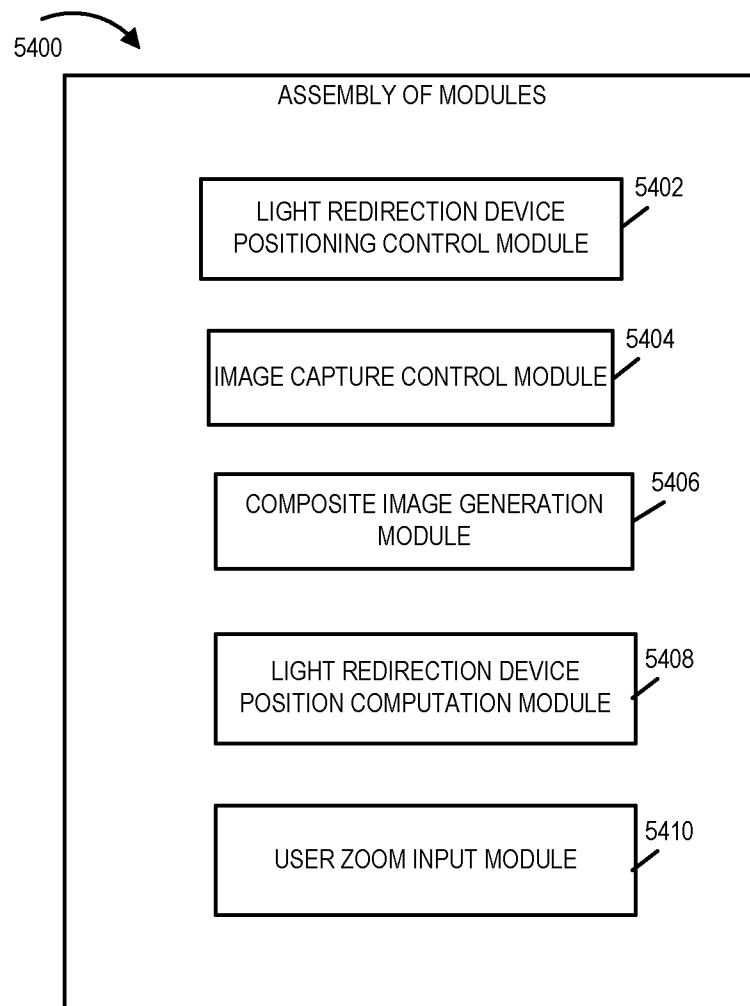 5400
ASSEMBLY OF MODULES
5402
LIGHT REDIRECTION DEVICE
POSITIONING CONTROL MODULE
5404
IMAGE CAPTURE CONTROL MODULE
5406
COMPOSITE IMAGE GENERATION
MODULE
5408
LIGHT REDIRECTION DEVICE
POSITION COMPUTATION MODULE
5410
USER ZOOM INPUT MODULE